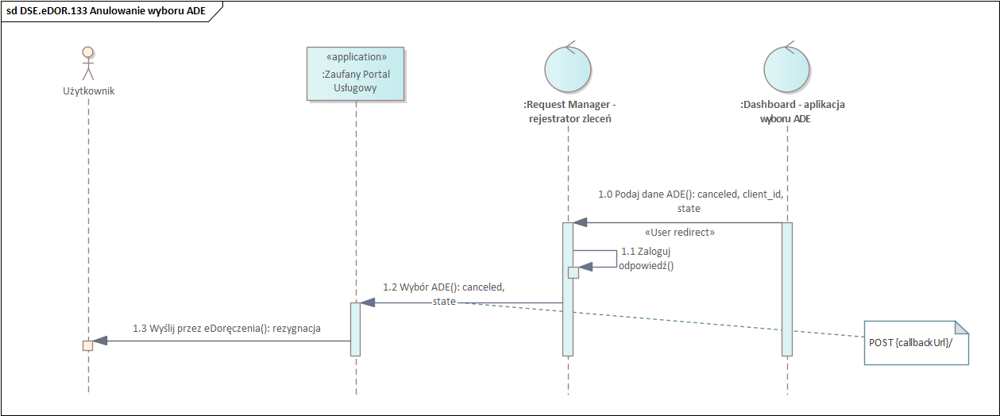 sd DSE.eDOR.133 Anulowanie wyboru ADE
Użytkownik
«application»
:Zaufany Portal
Usługowy
:Request Manager -
rejestrator zleceń
:Dashboard - aplikacja
wyboru ADE
1.0 Podaj dane ADE(): canceled, client_id,
state
«User redirect»
1.1 Zaloguj
odpowiedź()
1.2 Wybór ADE(): canceled,
state
1.3 Wyślij przez eDoręczenia(): rezygnacja
POST {callbackUrl}/